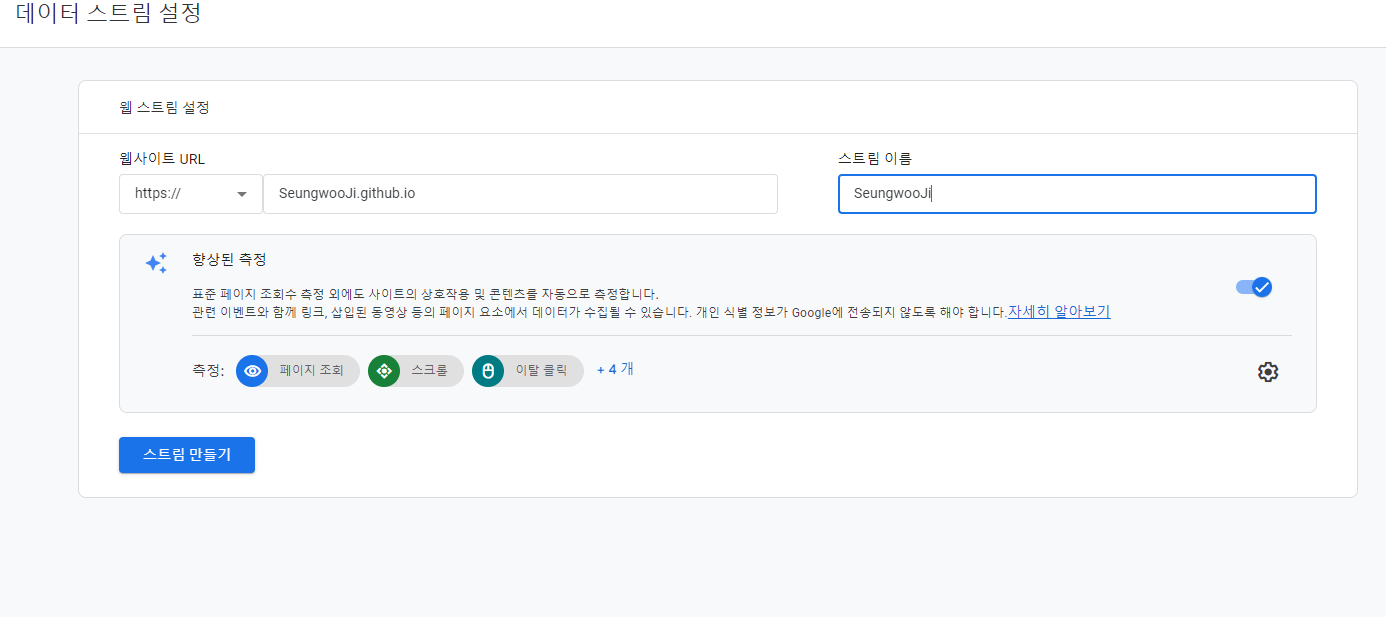 데이터 스트림 설정
웹 스트림 설정
웹사이트 URL
스트림 이름
https://
SeungwooJi.github.io
SeungwooJi
향상된 측정
표준 페이지 조회수 측정 외에도 사이트의 상호작용 및 콘텐츠를 자동으로 측정합니다.
관련 이벤트와 함께 링크, 삽입된 동영상 등의 페이지 요소에서 데이터가 수집될 수 있습니다. 개인 식별 정보가 Google에 전송되지 않도록 해야 합니다.자세히 알아보기
측정: 페이지 조회 스크롤 이탈 클릭 + 4 개
스트림 만들기